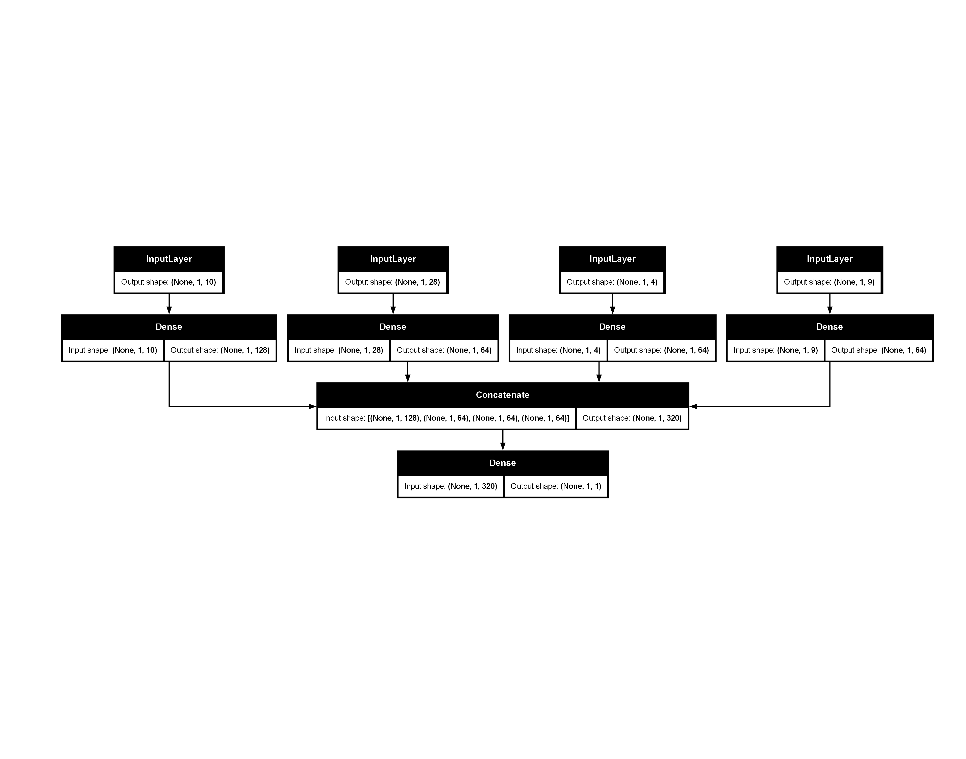 InputLayer
Output shape: (None, 1, 10)
InputLayer
Output shape: (None, 1, 28)
InputLayer
Output shape: (None, 1, 4)
InputLayer
Output shape: (None, 1, 9)
Dense
Input shape: (None, 1, 10) Output shape: (None, 1, 128)
Dense
Input shape: (None, 1, 28) Output shape: (None, 1, 64)
Dense
Input shape: (None, 1, 4) Output shape: (None, 1, 64)
Dense
Input shape: (None, 1, 9) Output shape: (None, 1, 64)
Concatenate
Input shape: [(None, 1, 128), (None, 1, 64), (None, 1, 64), (None, 1, 64)] Output shape: (None, 1, 320)
Dense
Input shape: (None, 1, 320) Output shape: (None, 1, 1)